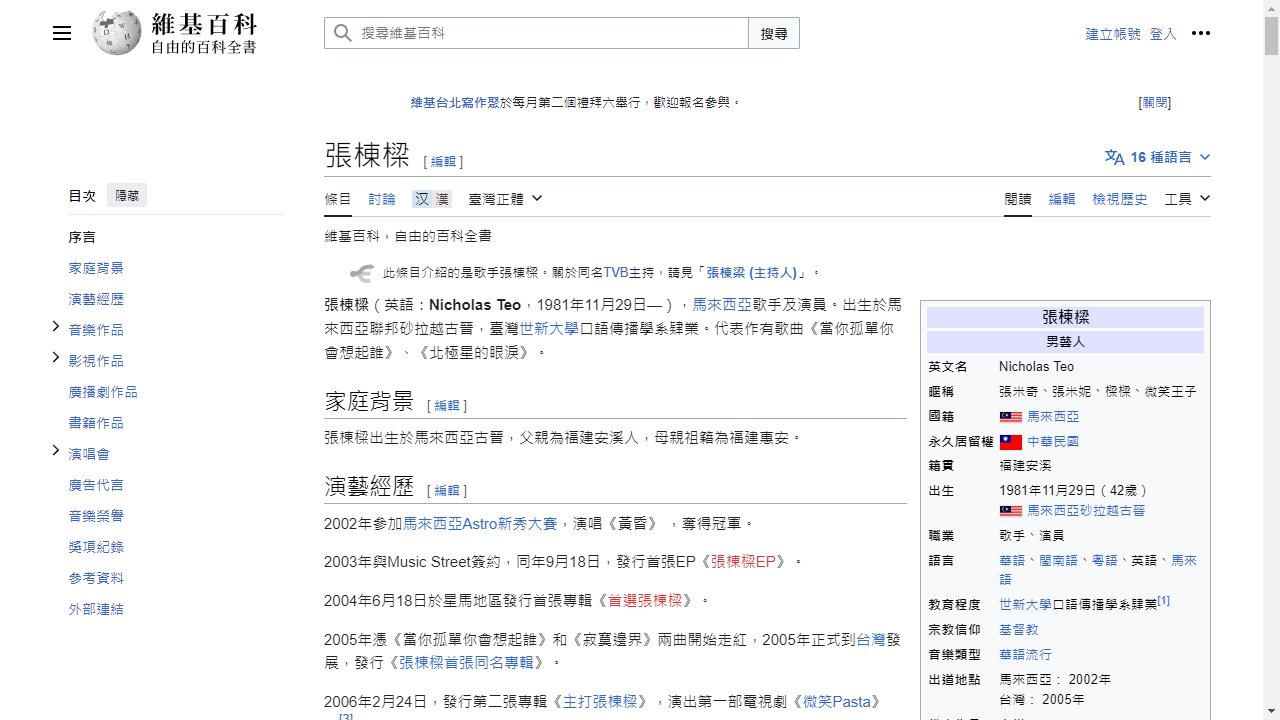 維基百科
自由的百科全書
搜尋維基百科
搜尋
建立帳號 登入
維基台北寫作聚於每月第二個禮拜六舉行，歡迎報名參與。
[關閉]
張棟樑 [ 編輯 ]
16 種語言
目次 隱藏
條目 討論 汉 漢 臺灣正體 閱讀 編輯 檢視歷史 工具
序言
家庭背景
演藝經歷
音樂作品
影視作品
廣播劇作品
書籍作品
演唱會
廣告代言
音樂榮譽
獎項紀錄
參考資料
外部連結
維基百科，自由的百科全書
此條目介紹的是歌手張棟樑。關於同名TVB主持，請見「張棟梁 (主持人)」。
張棟樑（英語：Nicholas Teo，1981年11月29日—），馬來西亞歌手及演員。出生於馬
來西亞聯邦砂拉越古晉，臺灣世新大學口語傳播學系肄業。代表作有歌曲《當你孤單你
會想起誰》、《北極星的眼淚》。
家庭背景 [ 編輯 ]
張棟樑出生於馬來西亞古晉，父親為福建安溪人，母親祖籍為福建惠安。
演藝經歷 [ 編輯 ]
2002年參加馬來西亞Astro新秀大賽，演唱《黃昏》 ，奪得冠軍。
2003年與Music Street簽約，同年9月18日，發行首張EP《張棟樑EP》。
2004年6月18日於星馬地區發行首張專輯《首選張棟樑》。
2005年憑《當你孤單你會想起誰》和《寂寞邊界》兩曲開始走紅，2005年正式到台灣發
展，發行《張棟樑首張同名專輯》。
2006年2月24日，發行第二張專輯《主打張棟樑》，演出第一部電視劇《微笑Pasta》
[3]
張棟樑
男藝人
英文名 Nicholas Teo
暱稱 張米奇、張米妮、樑樑、微笑王子
國籍 馬來西亞
永久居留權 中華民國
籍貫 福建安溪
出生 1981年11月29日（42歲）
馬來西亞砂拉越古晉
職業 歌手、演員
語言 華語、閩南語、粵語、英語、馬來
語
教育程度 世新大學口語傳播學系肄業[1]
宗教信仰 基督教
音樂類型 華語流行
出道地點 馬來西亞： 2002年
台灣： 2005年